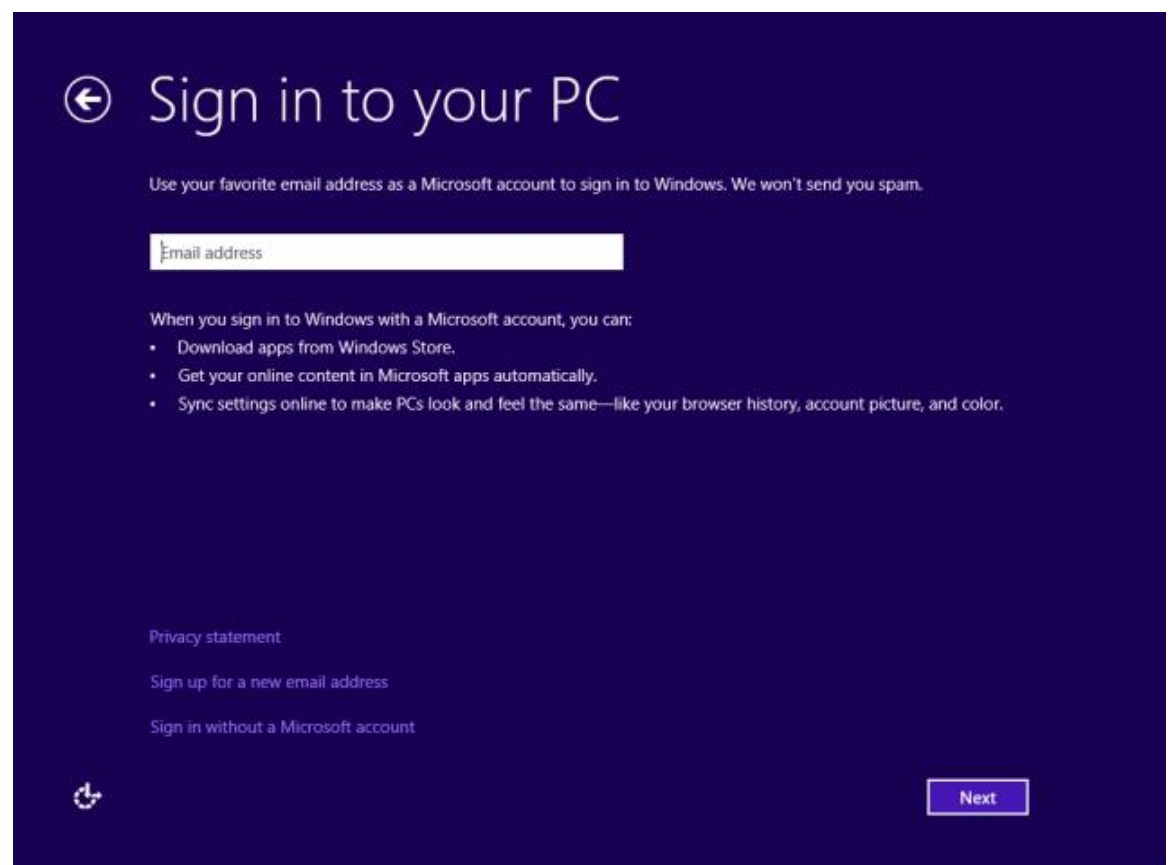 Sign in to your PC
Use your favorite email address as a Microsoft account to sign in to Windows. We won't send you spam.
Email address
When you sign in to Windows with a Microsoft account, you can:
• Download apps from Windows Store.
• Get your online content in Microsoft apps automatically.
• Sync settings online to make PCs look and feel the same—like your browser history, account picture, and color.
Privacy statement
Sign up for a new email address
Sign in without a Microsoft account
Next